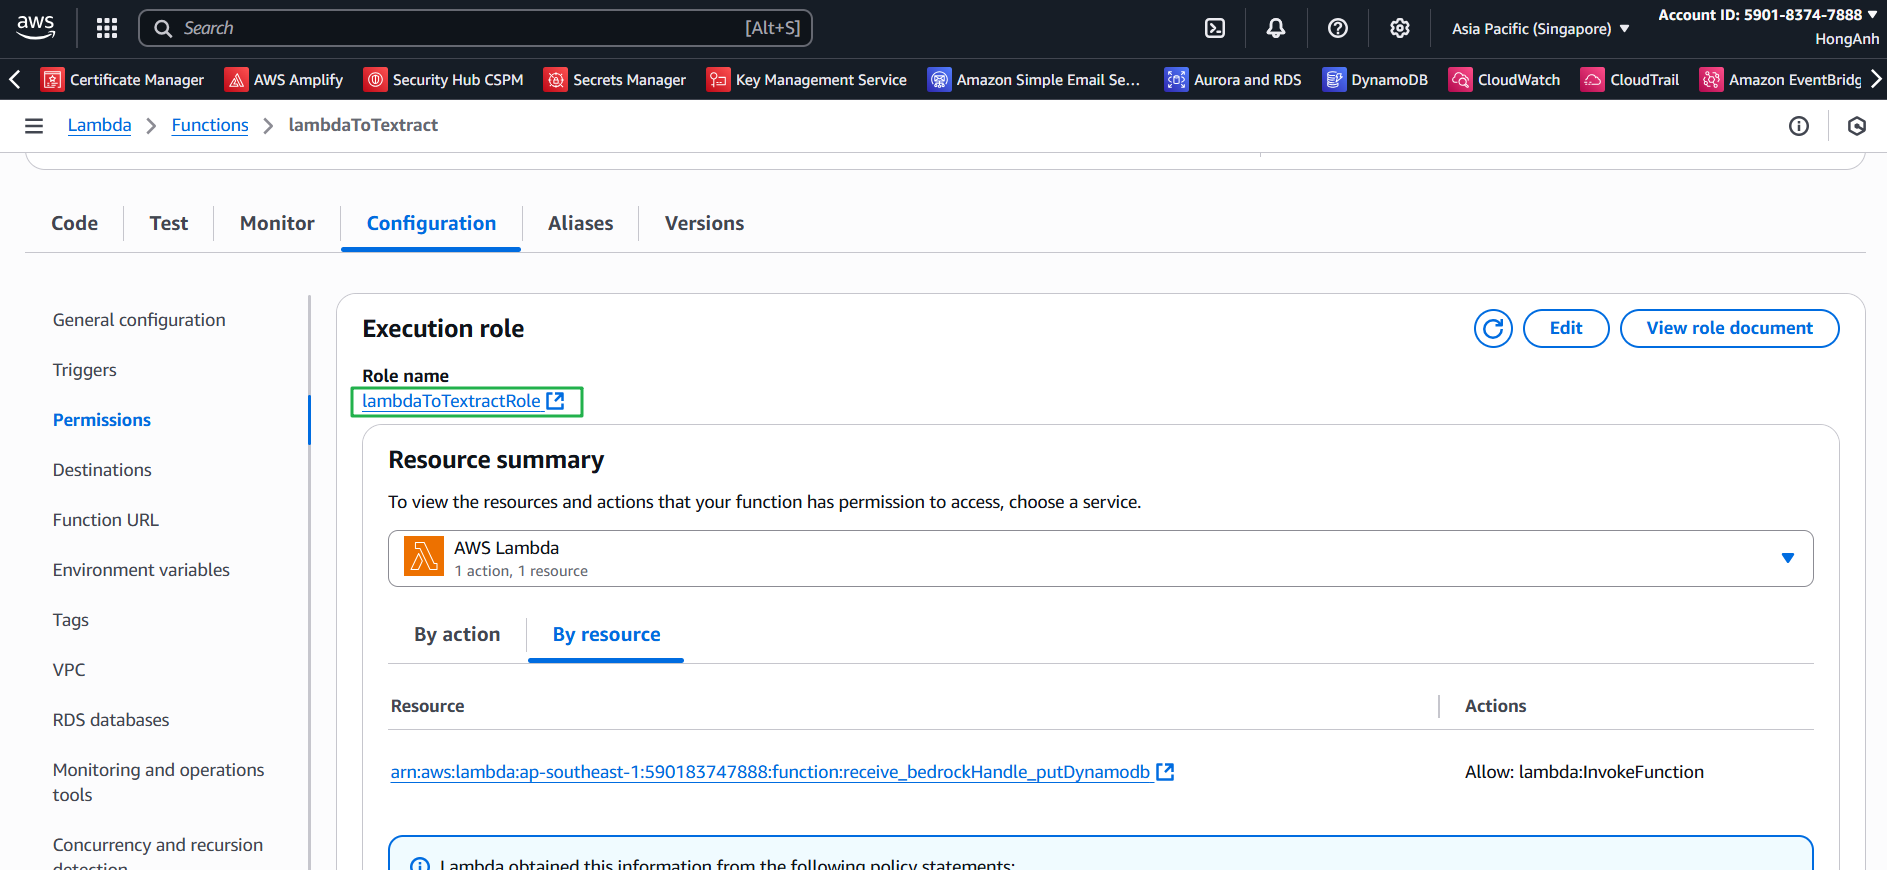 aws
Search [Alt+S]
Asia Pacific (Singapore)
Account ID: 5901-8374-7888
HongAnh
Certificate Manager AWS Amplify Security Hub CSPM Secrets Manager Key Management Service Amazon Simple Email Se... Aurora and RDS DynamoDB CloudWatch CloudTrail Amazon EventBridg
Lambda Functions lambdaToTextract
Code Test Monitor Configuration Aliases Versions
General configuration
Triggers
Permissions
Destinations
Function URL
Environment variables
Tags
VPC
RDS databases
Monitoring and operations
tools
Concurrency and recursion
detection
Execution role
Edit
View role document
Role name
lambdaToTextractRole
Resource summary
To view the resources and actions that your function has permission to access, choose a service.
AWS Lambda
1 action, 1 resource
By action By resource
Resource Actions
arn:aws:lambda:ap-southeast-1:590183747888:function:receive_bedrockHandle_putDynamodb Allow: lambda:InvokeFunction
Lambda obtained this information from the following policy statements: